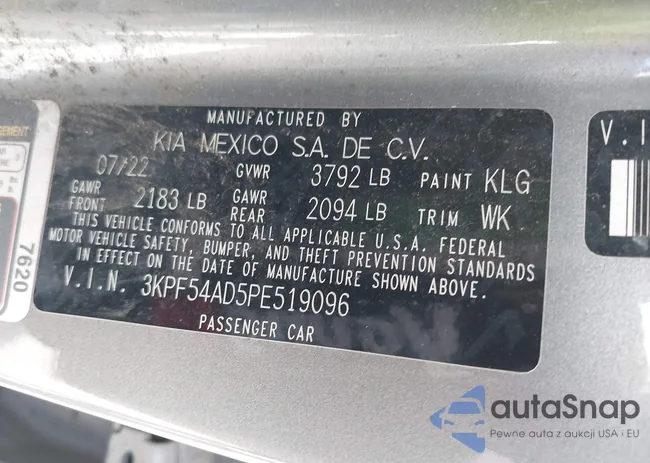 MANUFACTURED BY
KIA MEXICO S.A. DE C.V.
07/22 GVWR 3792 LB PAINT KLG
GAWR FRONT 2183 LB GAWR REAR 2094 LB TRIM WK
THIS VEHICLE CONFORMS TO ALL APPLICABLE U.S.A. FEDERAL
MOTOR VEHICLE SAFETY, BUMPER, AND THEFT PREVENTION STANDARDS
IN EFFECT ON THE DATE OF MANUFACTURE SHOWN ABOVE.
V.I.N. 3KPF54AD5PE519096
PASSENGER CAR
7620
V.I
autaSnap
Pewne auta z aukcji USA i EU